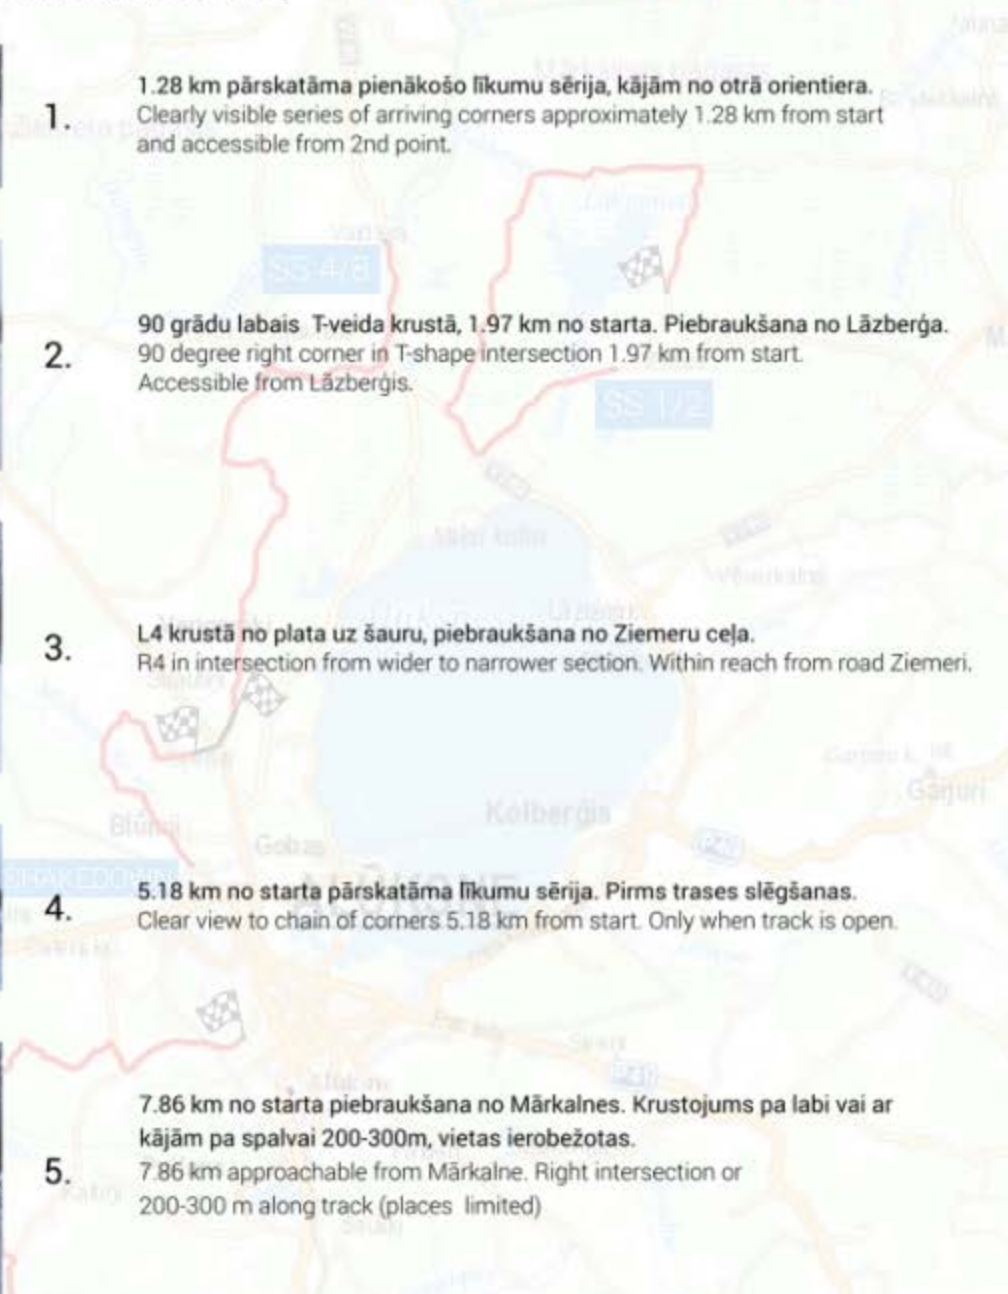 1.
1.28 km pārskatāma pienākošo līkumu sērija, kājām no otrā orientiera.
Clearly visible series of arriving corners approximately 1.28 km from start
and accessible from 2nd point.
SS 4/6
2.
90 grādu labais T-veida krustā, 1.97 km no starta. Piebraukšana no Lāzberģa.
90 degree right corner in T-shape intersection 1.97 km from start.
Accessible from Lāzberģis.
SS 1/2
3.
L4 krustā no plata uz šauru, piebraukšana no Ziemeru ceļa.
R4 in intersection from wider to narrower section. Within reach from road Ziemeri.
Kolberģis
Gobas
4.
5.18 km no starta pārskatāma līkumu sērija. Pirms trases slēgšanas.
Clear view to chain of corners 5.18 km from start. Only when track is open.
7.86 km no starta piebraukšana no Mārkalnes. Krustojums pa labi vai ar
kājām pa spalvai 200-300m, vietas ierobežotas.
5.
7.86 km approachable from Mārkalne. Right intersection or
200-300 m along track (places limited)